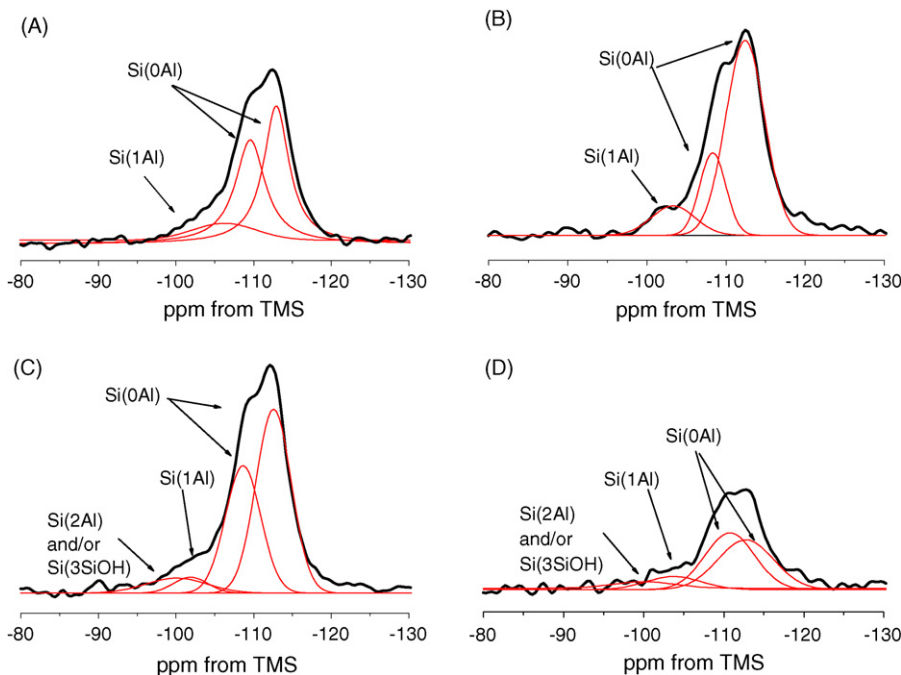 (A)
Si(0Al)
Si(1Al)
-80 -90 -100 -110 -120 -130
ppm from TMS
(B)
Si(0Al)
Si(1Al)
-80 -90 -100 -110 -120 -130
ppm from TMS
(C)
Si(0Al)
Si(1Al)
Si(2Al)
and/or
Si(3SiOH)
-80 -90 -100 -110 -120 -130
ppm from TMS
(D)
Si(0Al)
Si(1Al)
Si(2Al)
and/or
Si(3SiOH)
-80 -90 -100 -110 -120 -130
ppm from TMS